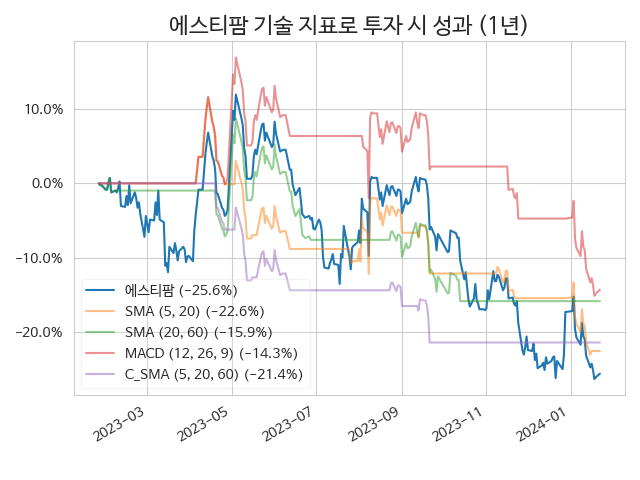 에스티팜 기술 지표로 투자 시 성과 (1년)
10.0%
0.0%
−10.0%
−20.0%
에스티팜 (−25.6%)
SMA (5, 20) (−22.6%)
SMA (20, 60) (−15.9%)
MACD (12, 26, 9) (−14.3%)
C_SMA (5, 20, 60) (−21.4%)
2023−03
2023−05
2023−07
2023−09
2023−11
2024−01